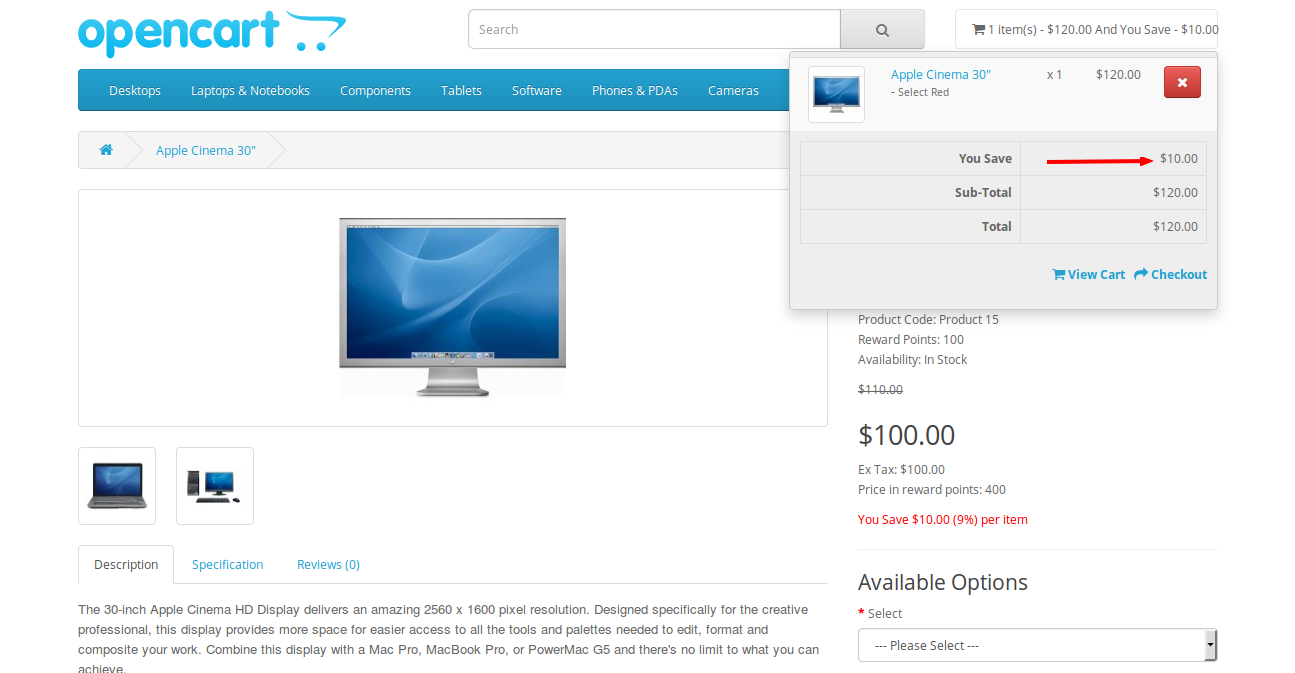 opencart
Search
1 item(s) - $120.00 And You Save - $10.00
Desktops Laptops & Notebooks Components Tablets Software Phones & PDAs Cameras
Apple Cinema 30" x 1 $120.00
- Select Red
You Save $10.00
Sub-Total $120.00
Total $120.00
View Cart Checkout
Apple Cinema 30"
Product Code: Product 15
Reward Points: 100
Availability: In Stock
$110.00
$100.00
Ex Tax: $100.00
Price in reward points: 400
You Save $10.00 (9%) per item
Available Options
* Select
--- Please Select ---
Description Specification Reviews (0)
The 30-inch Apple Cinema HD Display delivers an amazing 2560 x 1600 pixel resolution. Designed specifically for the creative
professional, this display provides more space for easier access to all the tools and palettes needed to edit, format and
composite your work. Combine this display with a Mac Pro, MacBook Pro, or PowerMac G5 and there's no limit to what you can
achieve.